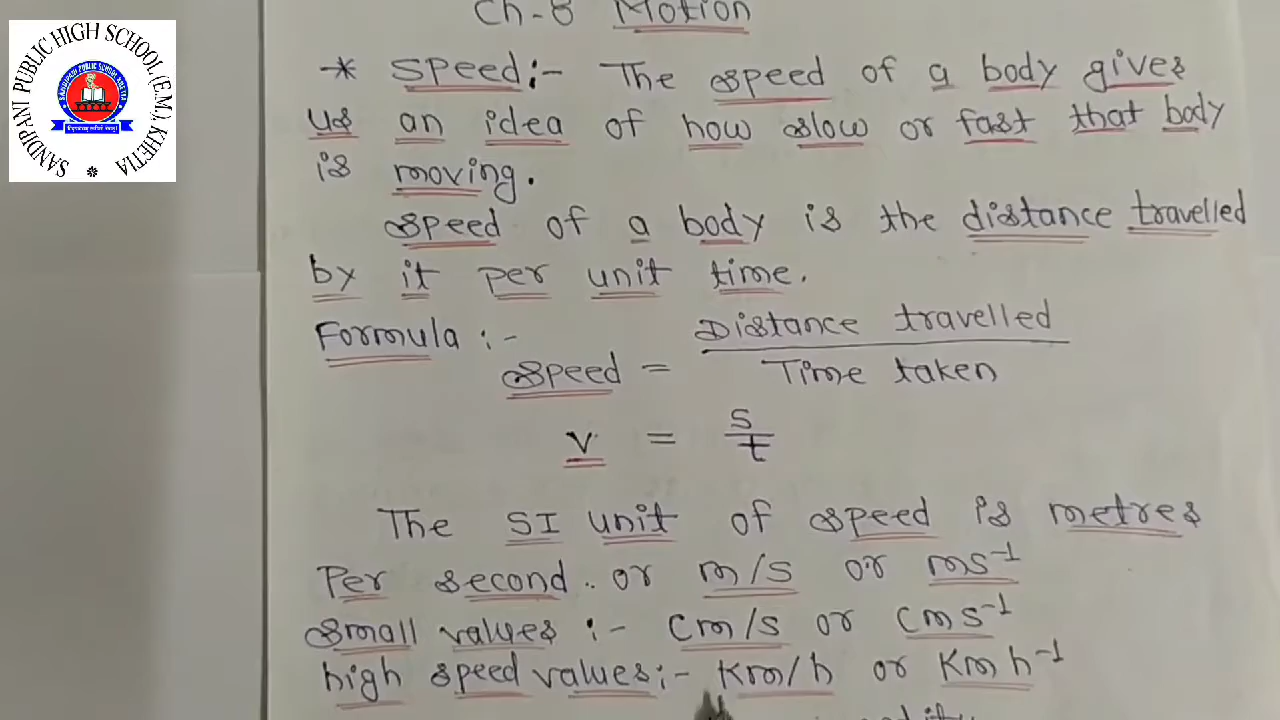 SANDIPANI PUBLIC HIGH SCHOOL (E.M.), KHETIA
Ch-8 Motion
* Speed:- The speed of a body gives
us an idea of how slow or fast that body
is moving.
speed of a body is the distance travelled
by it per unit time.
Formula :-
Speed = Distance travelled / Time taken
v = s/t
The SI unit of speed is metres
Per second. or m/s or ms⁻¹
Small values :- Cm/s or Cms⁻¹
high speed values:- Km/h or Km h⁻¹